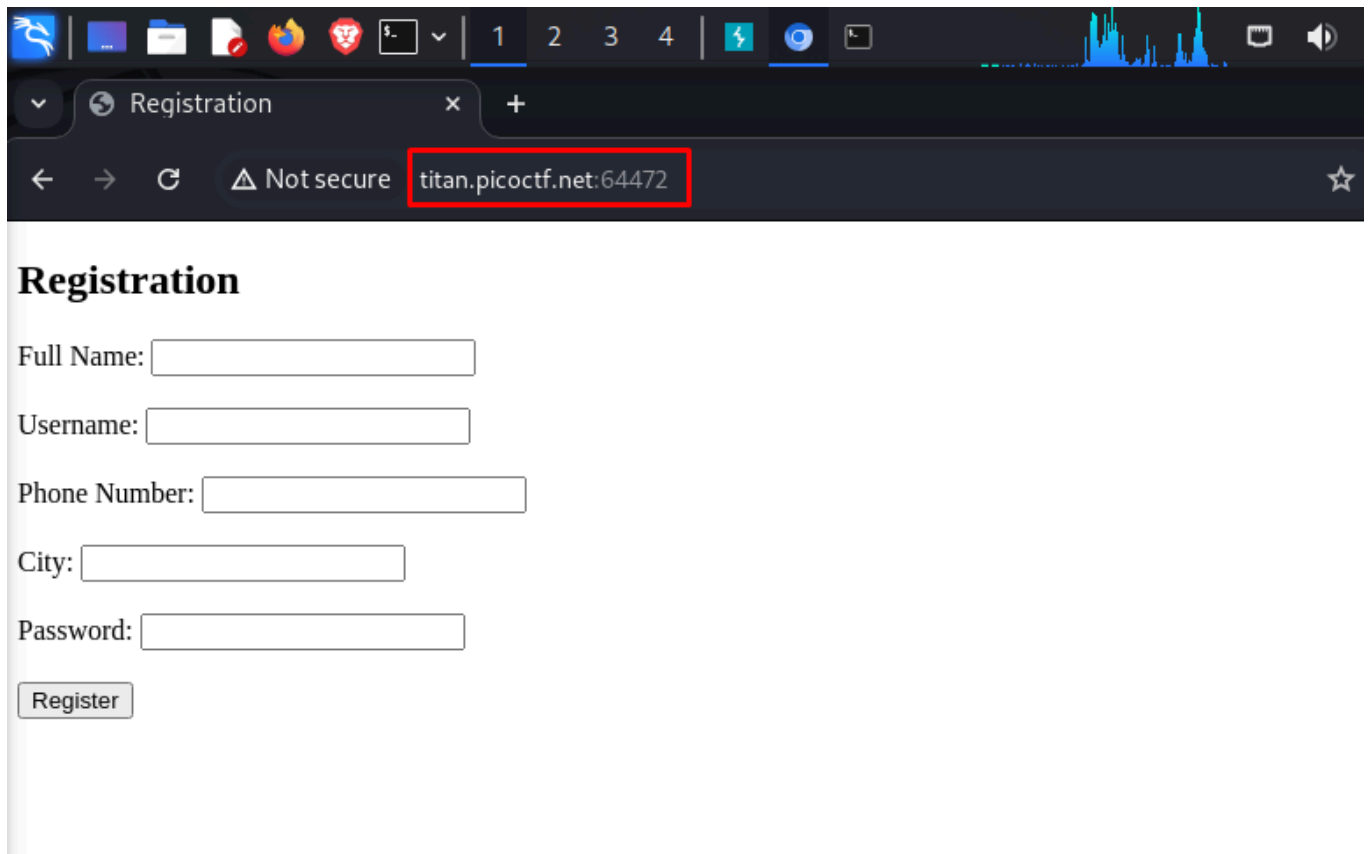 1 2 3 4
Registration
Not secure titan.picoctf.net:64472
Registration
Full Name:
Username:
Phone Number:
City:
Password:
Register